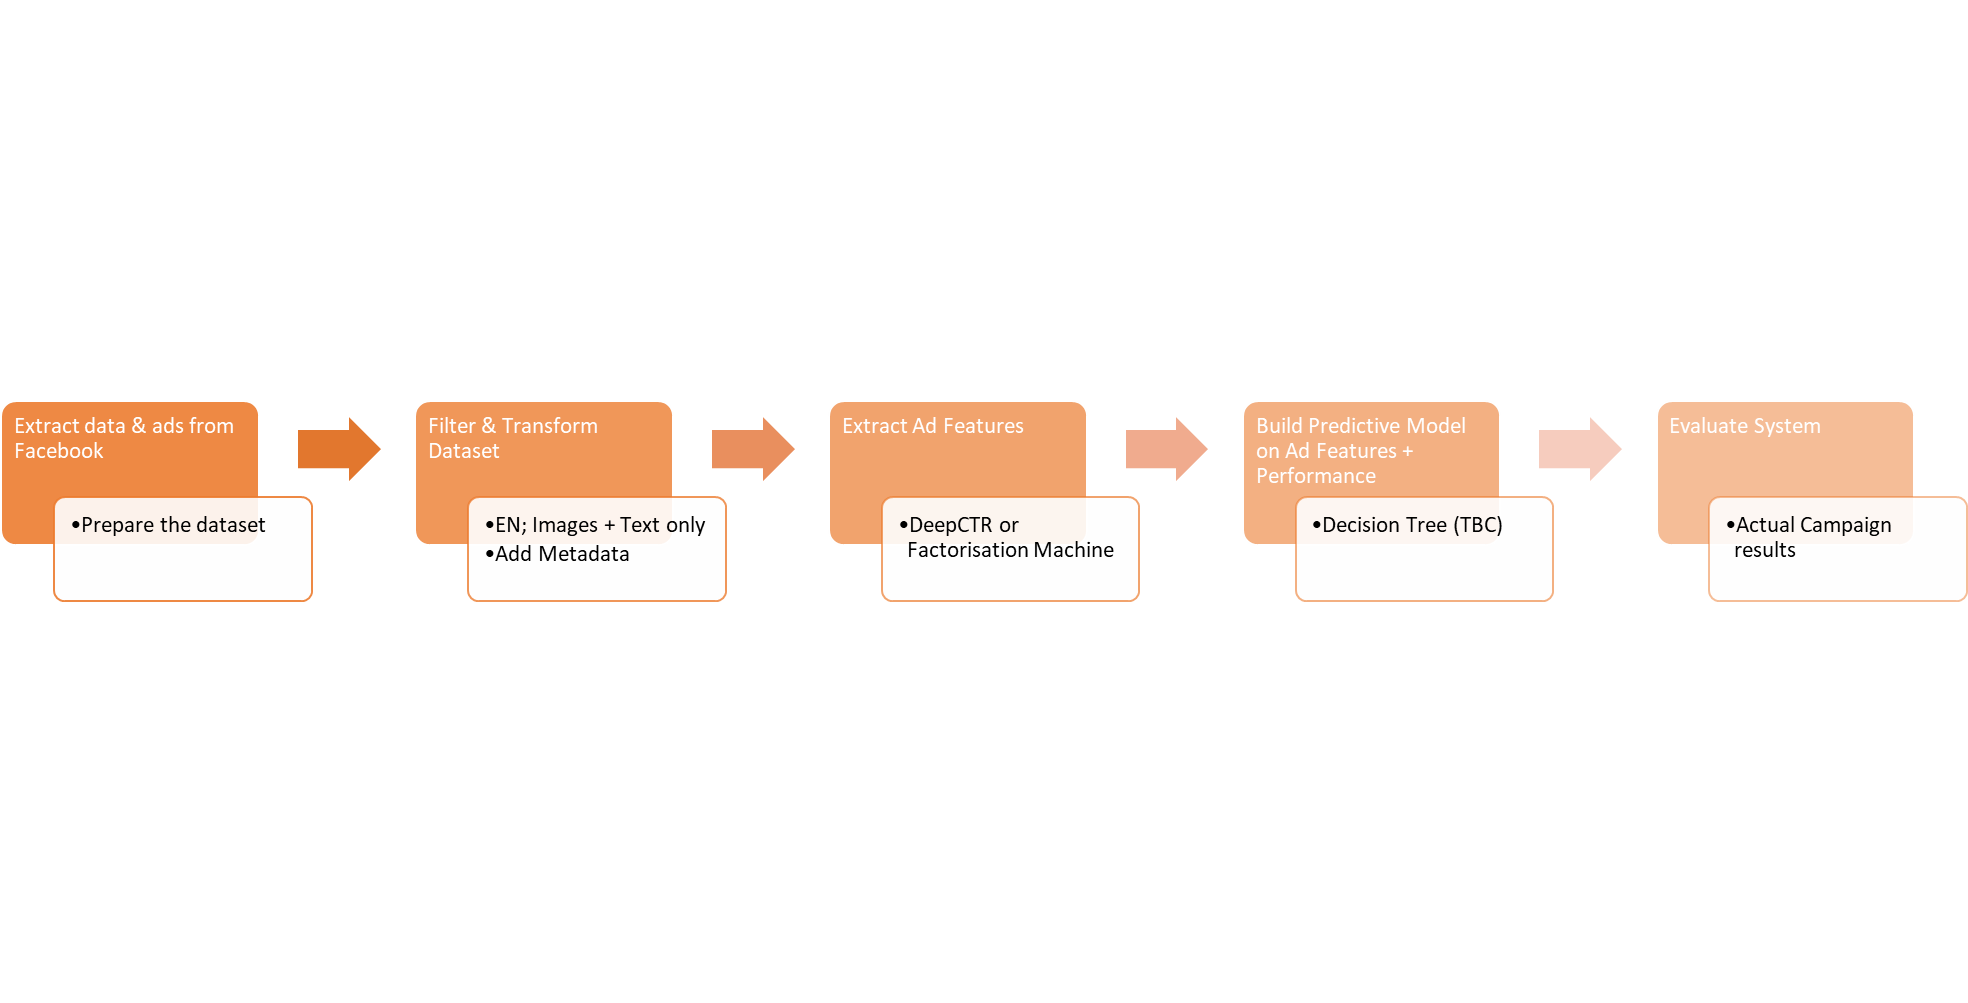 Extract data & ads from
Facebook
•Prepare the dataset
Filter & Transform
Dataset
•EN; Images + Text only
•Add Metadata
Extract Ad Features
•DeepCTR or
Factorisation Machine
Build Predictive Model
on Ad Features +
Performance
•Decision Tree (TBC)
Evaluate System
•Actual Campaign
results